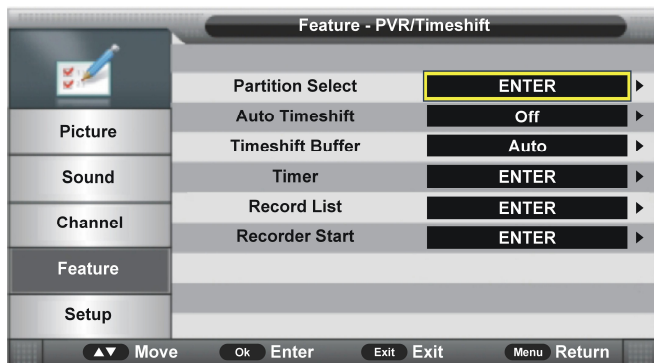 Feature - PVR/Timeshift
Partition Select ENTER
Auto Timeshift Off
Timeshift Buffer Auto
Timer ENTER
Record List ENTER
Recorder Start ENTER
Picture
Sound
Channel
Feature
Setup
Move Ok Enter Exit Exit Menu Return